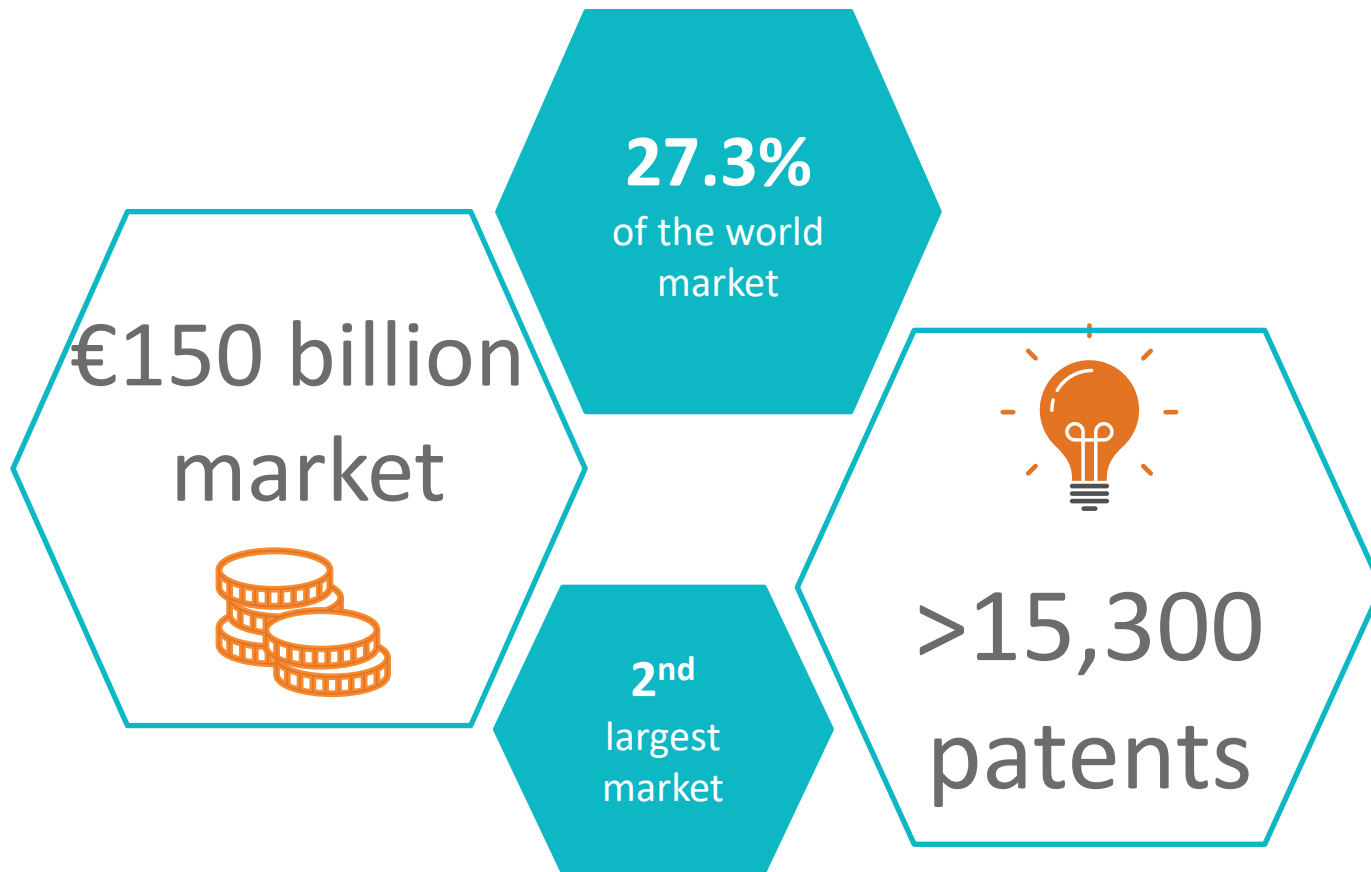 27.3%
of the world
market
€150 billion
market
>15,300
patents
2nd
largest
market